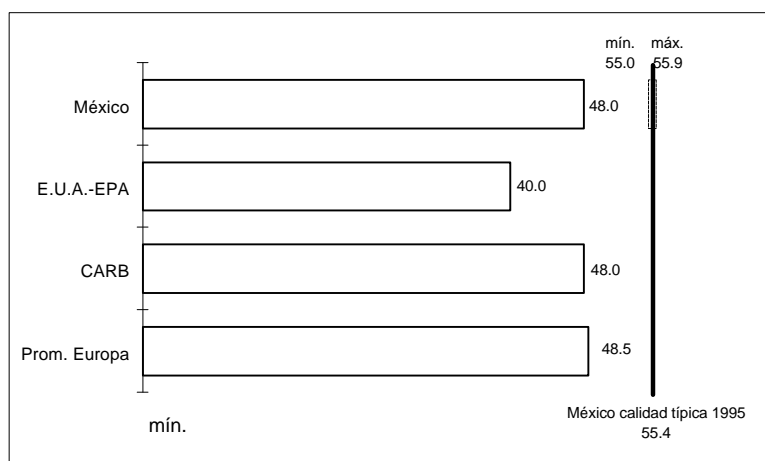 mín. máx.
55.0 55.9
México 48.0
E.U.A.-EPA 40.0
CARB 48.0
Prom. Europa 48.5
México calidad típica 1995
mín. 55.4